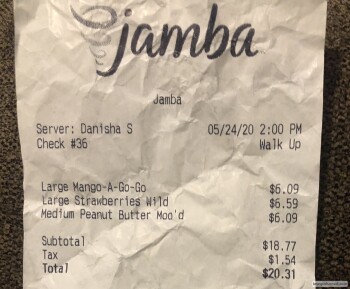 jamba
Jamba
Server: Danisha S 05/24/20 2:00 PM
Check #36 Walk Up
Large Mango-A-Go-Go $6.09
Large Strawberries Wild $6.59
Medium Peanut Butter Moo'd $6.09
Subtotal $18.77
Tax $1.54
Total $20.31